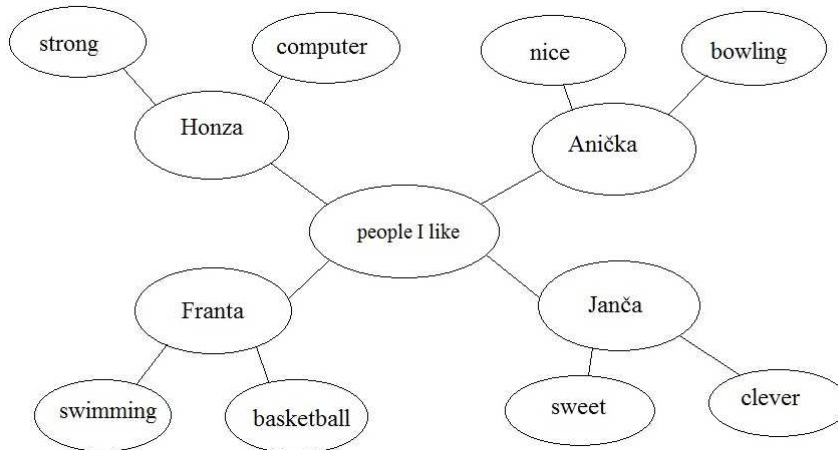 strong
computer
nice
bowling
Honza
Anička
people I like
Franta
Janča
swimming
basketball
sweet
clever